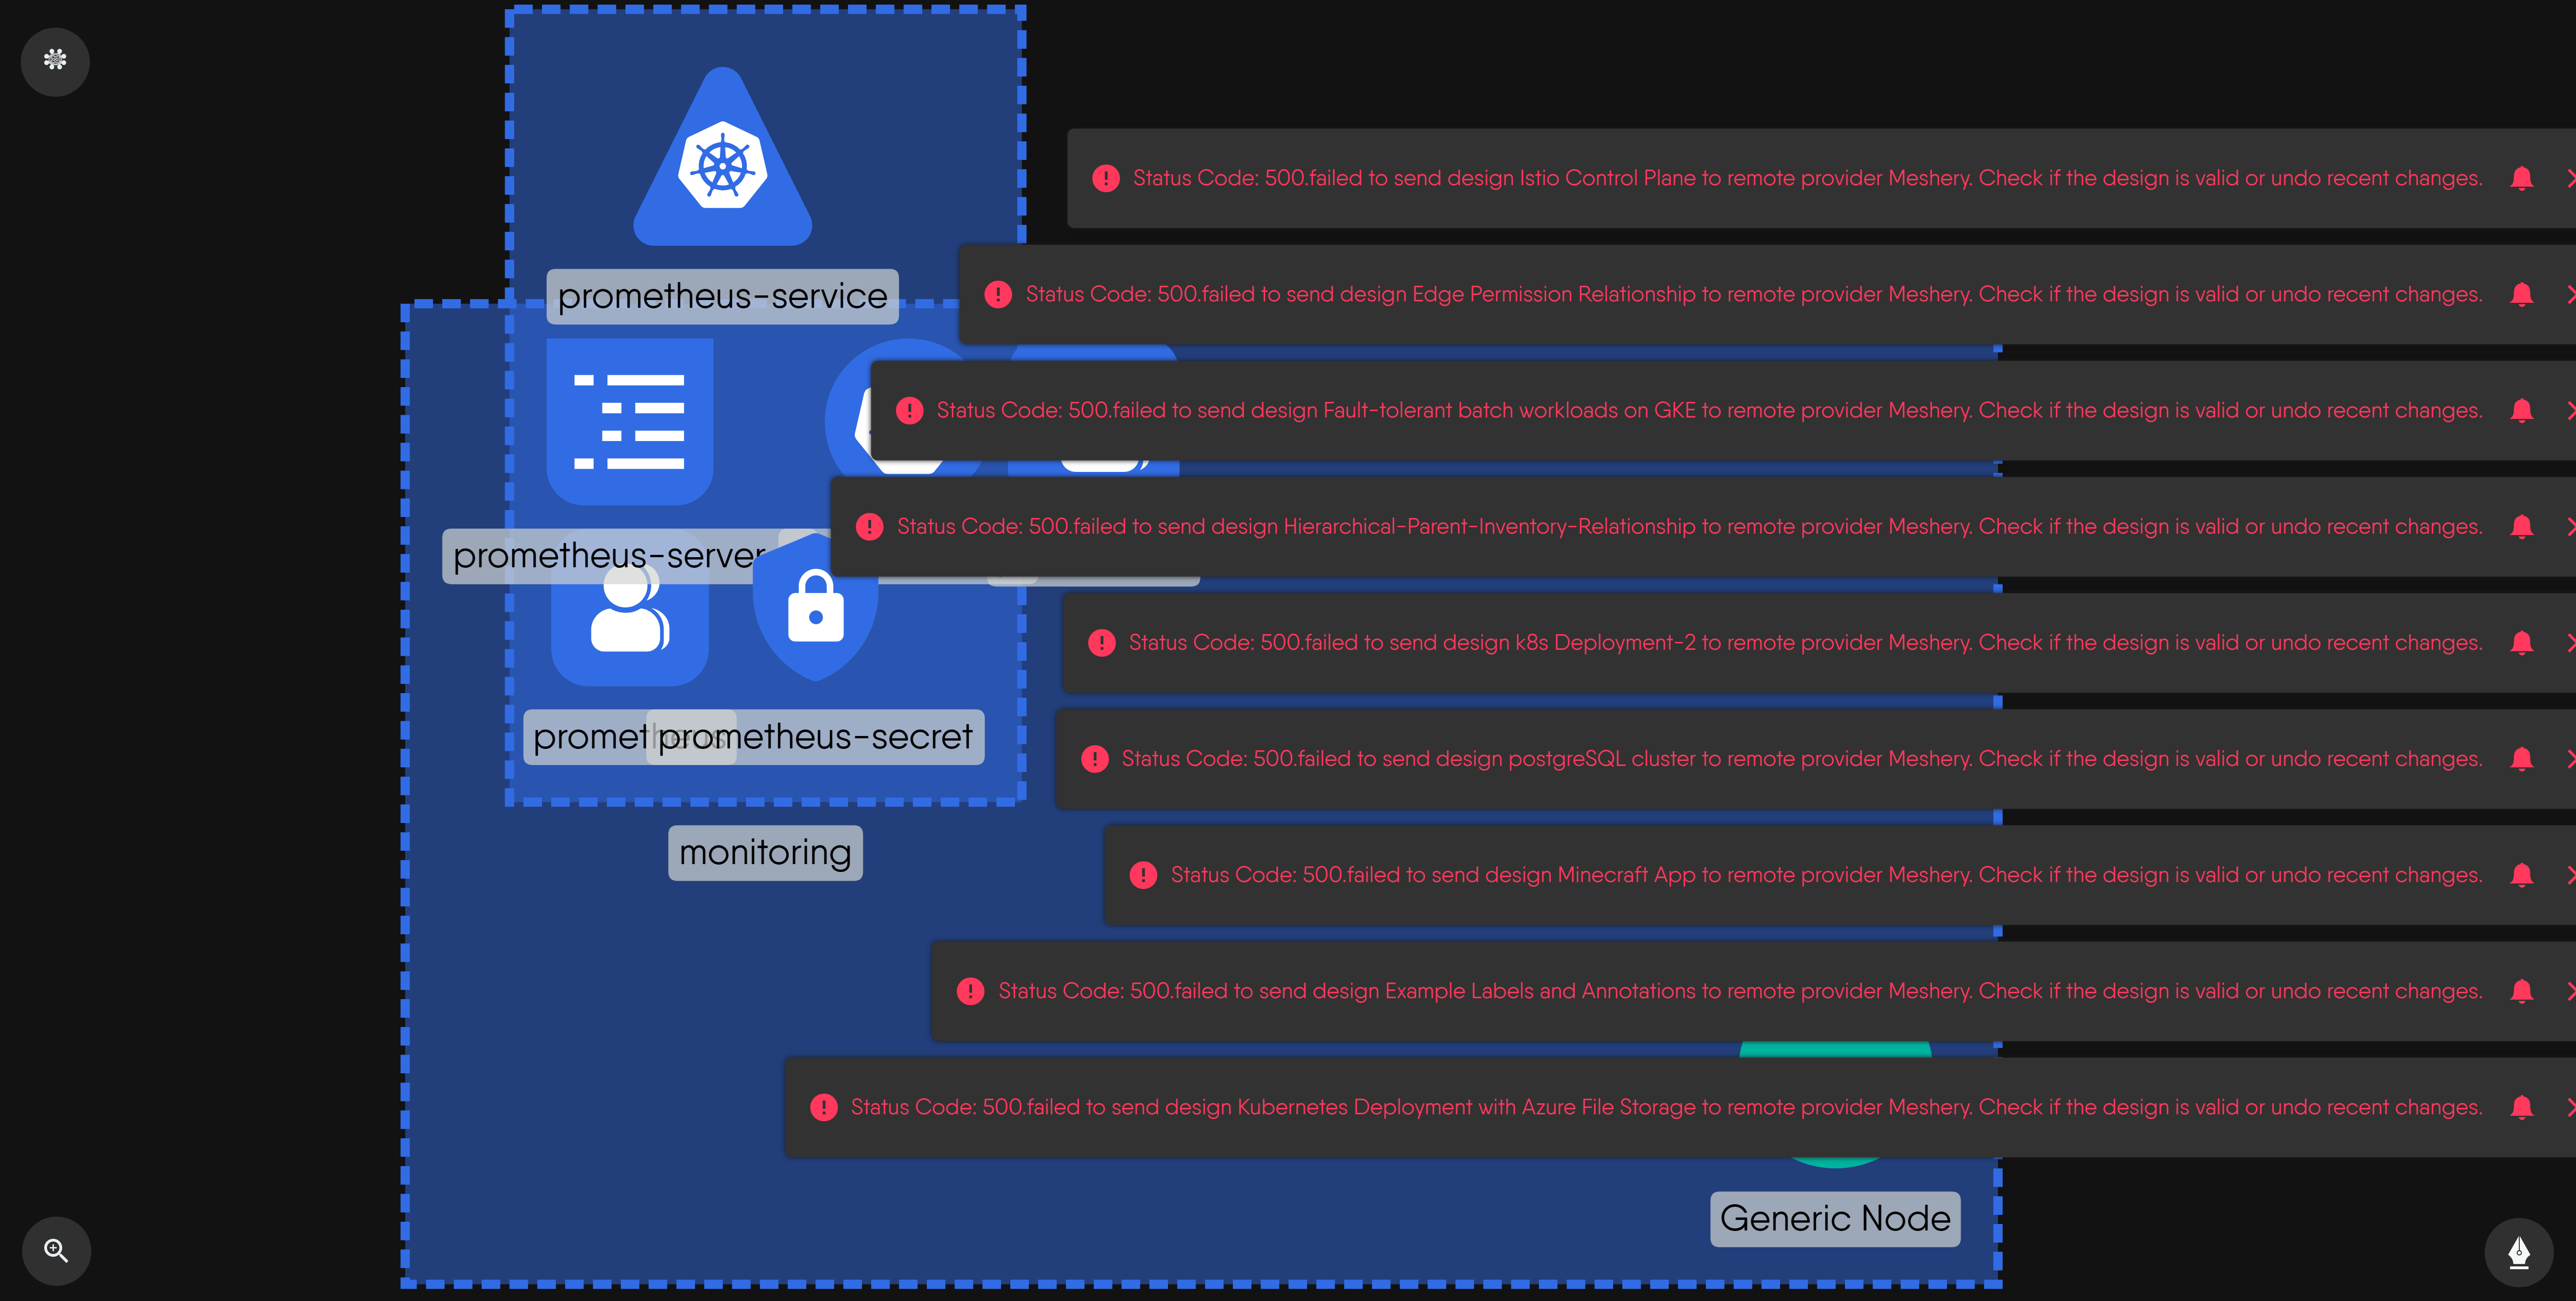 Status Code: 500.failed to send design Istio Control Plane to remote provider Meshery. Check if the design is valid or undo recent changes.
prometheus-service
Status Code: 500.failed to send design Edge Permission Relationship to remote provider Meshery. Check if the design is valid or undo recent changes.
Status Code: 500.failed to send design Fault-tolerant batch workloads on GKE to remote provider Meshery. Check if the design is valid or undo recent changes.
Status Code: 500.failed to send design Hierarchical-Parent-Inventory-Relationship to remote provider Meshery. Check if the design is valid or undo recent changes.
prometheus-server
Status Code: 500.failed to send design k8s Deployment-2 to remote provider Meshery. Check if the design is valid or undo recent changes.
prometheus
prometheus-secret
Status Code: 500.failed to send design postgreSQL cluster to remote provider Meshery. Check if the design is valid or undo recent changes.
monitoring
Status Code: 500.failed to send design Minecraft App to remote provider Meshery. Check if the design is valid or undo recent changes.
Status Code: 500.failed to send design Example Labels and Annotations to remote provider Meshery. Check if the design is valid or undo recent changes.
Status Code: 500.failed to send design Kubernetes Deployment with Azure File Storage to remote provider Meshery. Check if the design is valid or undo recent changes.
Generic Node